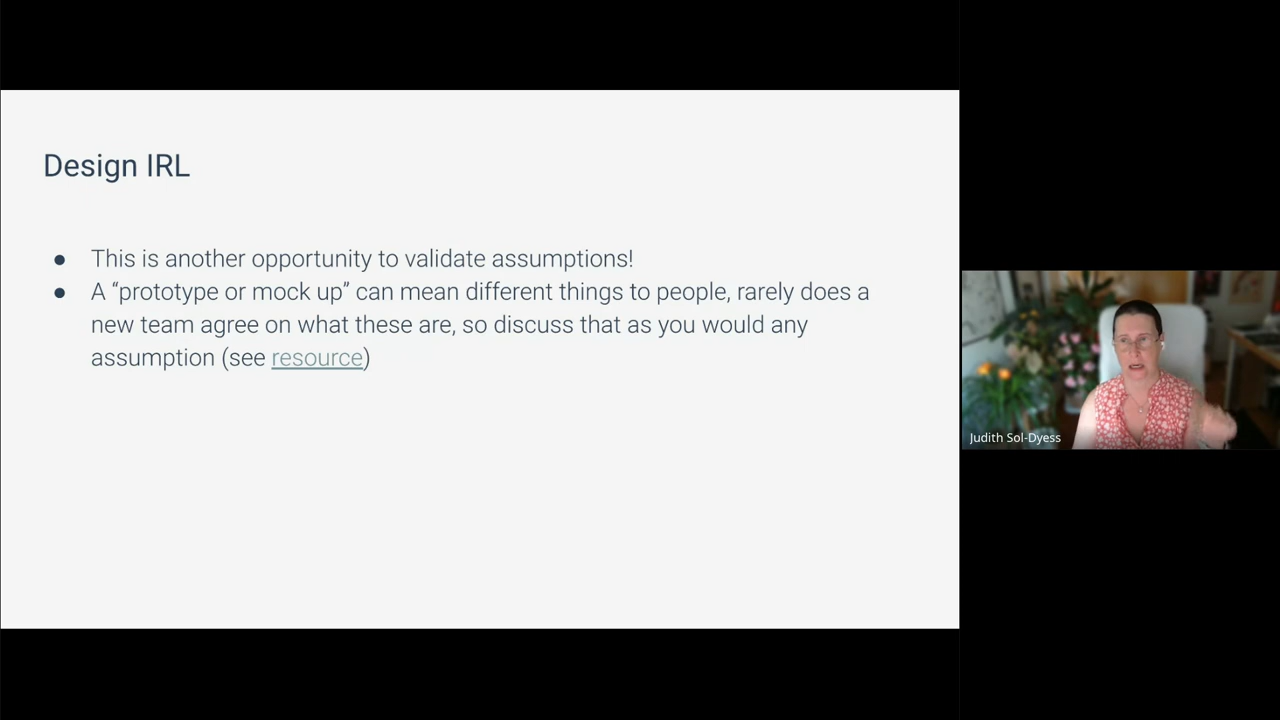 Design IRL
● This is another opportunity to validate assumptions!
● A “prototype or mock up” can mean different things to people, rarely does a
new team agree on what these are, so discuss that as you would any
assumption (see resource)
Judith Sol-Dyess